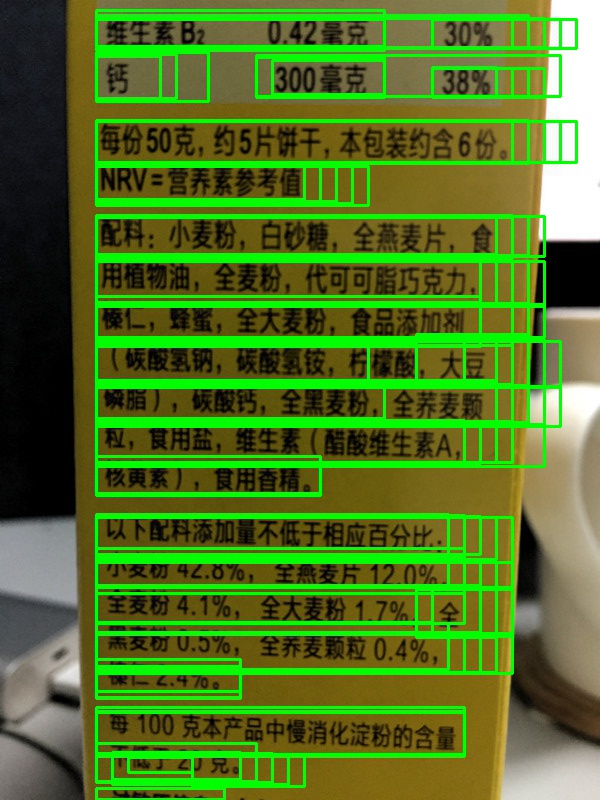 维生素B₂ 0.42毫克 30%
钙 300毫克 38%
每份50克，约5片饼干，本包装约含6份。
NRV=营养素参考值
配料：小麦粉，白砂糖，全燕麦片，食
用植物油，全麦粉，代可可脂巧克力，
榛仁，蜂蜜，全大麦粉，食品添加剂
（碳酸氢钠，碳酸氢铵，柠檬酸，大豆
磷脂），碳酸钙，全黑麦粉，全荞麦颗
粒，食用盐，维生素（醋酸维生素A，
核黄素），食用香精。
以下配料添加量不低于相应百分比：
小麦粉 42.8%， 全燕麦片 12.0%，
全麦粉 4.1%， 全大麦粉 1.7%， 全
黑麦粉 0.5%， 全荞麦颗粒 0.4%，
榛仁 2.4%。
每 100 克本产品中慢消化淀粉的含量
不低于 20 克。